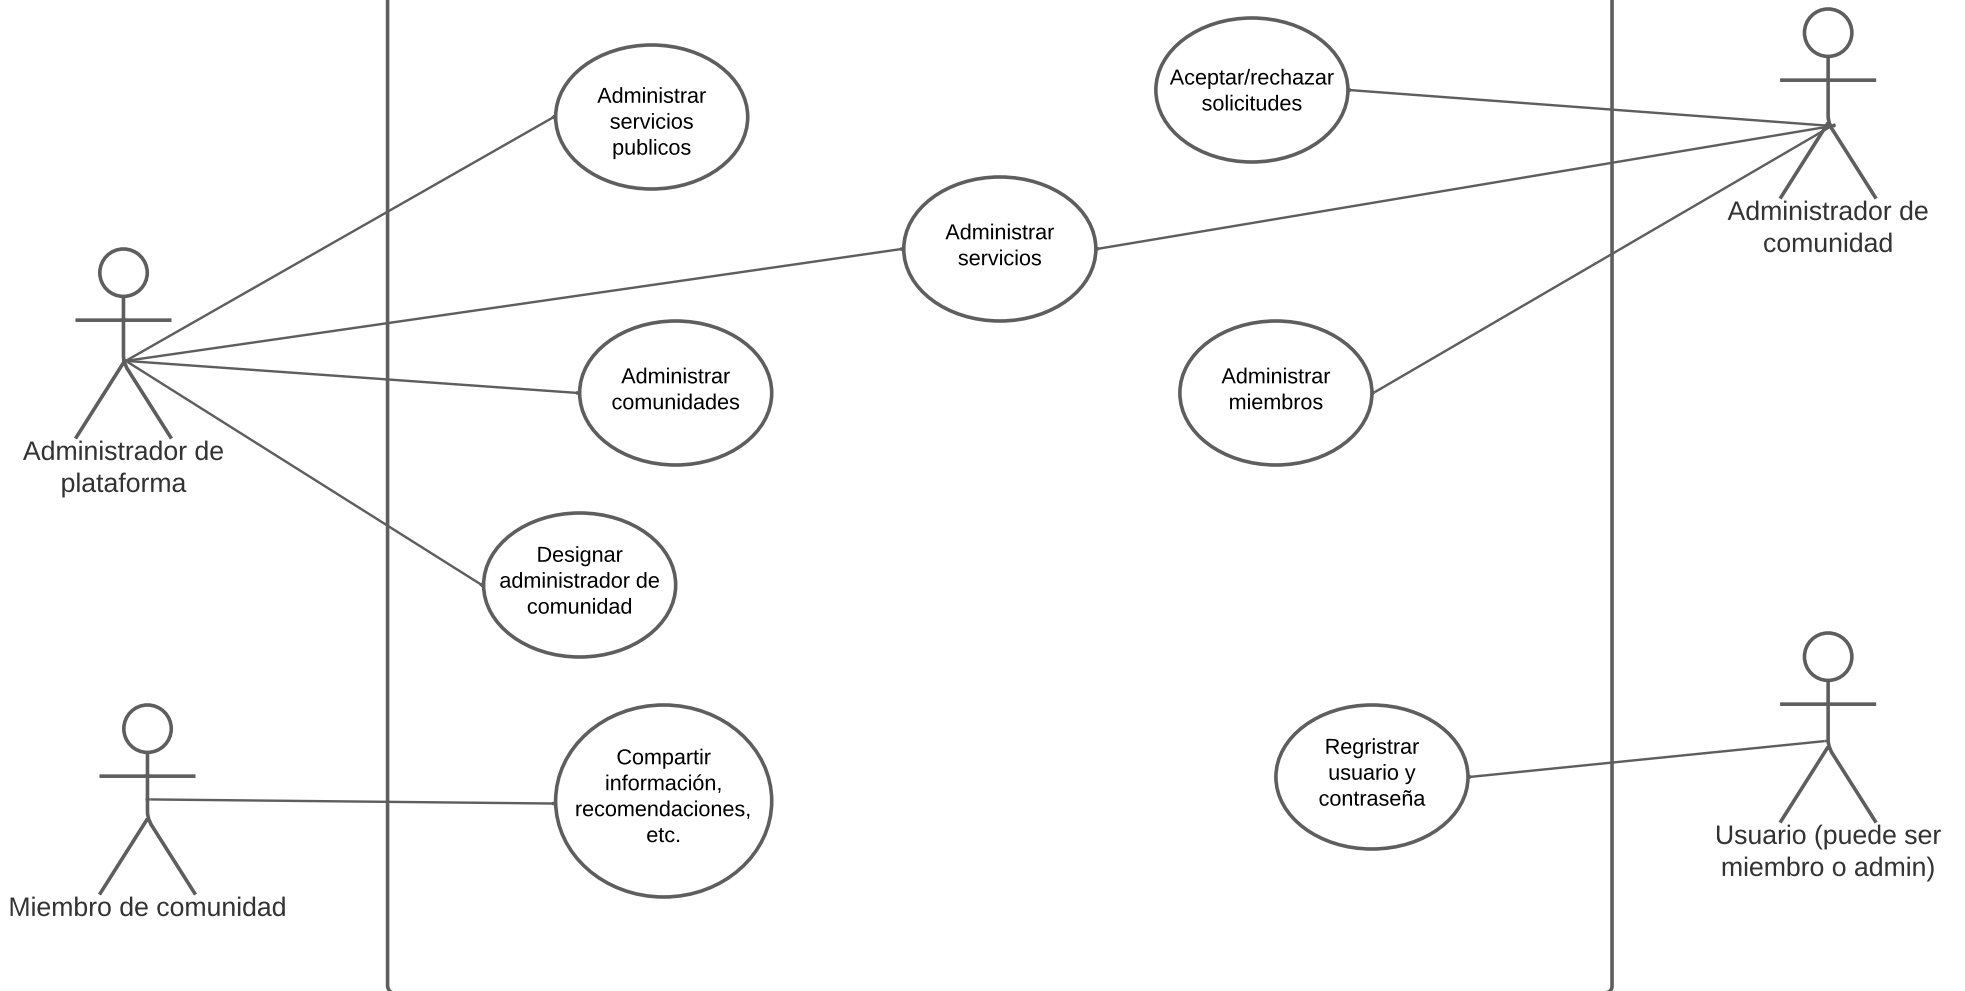 Administrar
servicios
publicos
Aceptar/rechazar
solicitudes
Administrador de
comunidad
Administrar
servicios
Administrador de
plataforma
Administrar
comunidades
Administrar
miembros
Designar
administrador de
comunidad
Miembro de comunidad
Compartir
información,
recomendaciones,
etc.
Regristrar
usuario y
contraseña
Usuario (puede ser
miembro o admin)